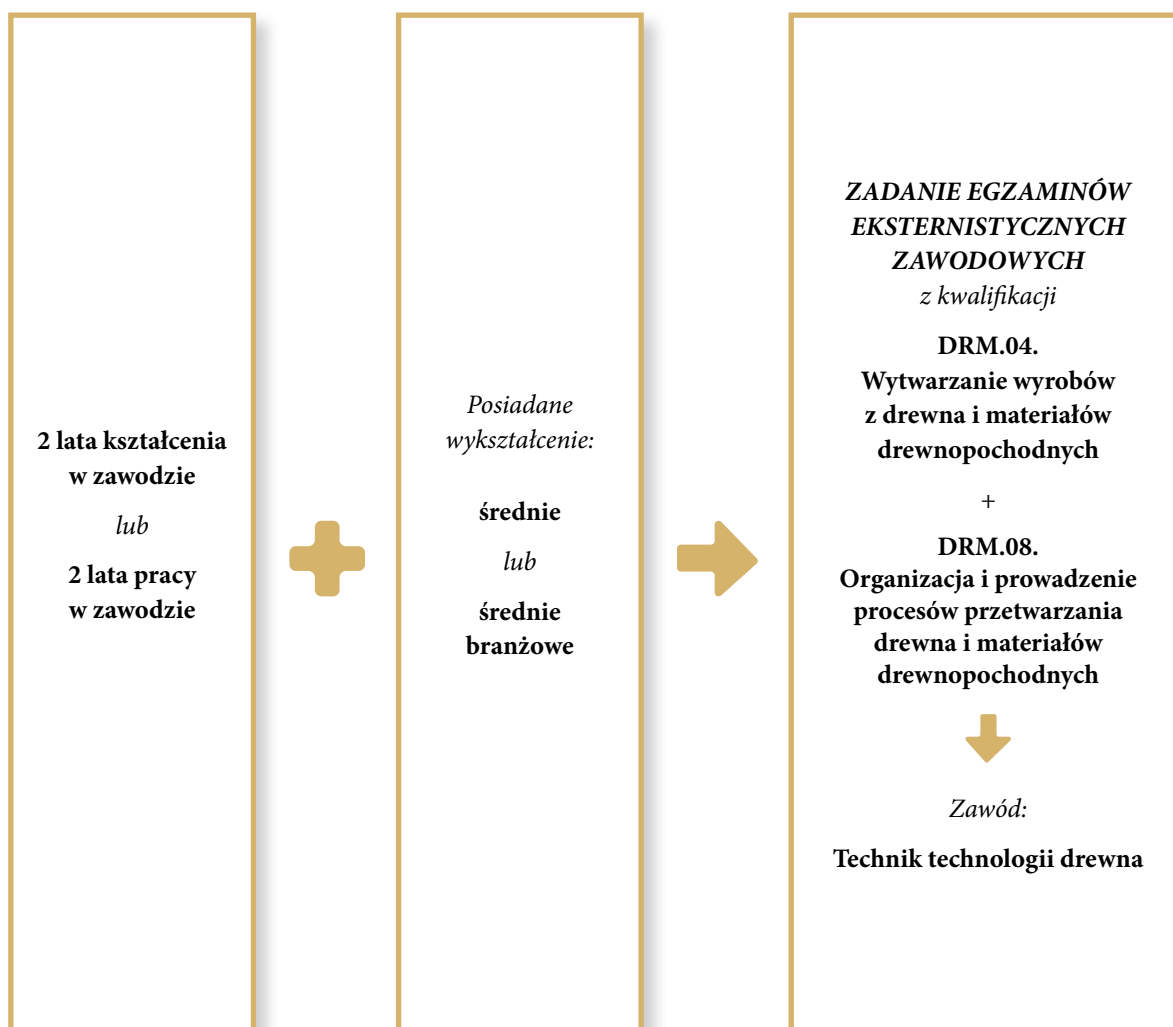 2 lata kształcenia
w zawodzie
lub
2 lata pracy
w zawodzie
Posiadane
wykształcenie:
średnie
lub
średnie
branżowe
ZADANIE EGZAMINÓW
EKSTERNISTYCZNYCH
ZAWODOWYCH
z kwalifikacji
DRM.04.
Wytwarzanie wyrobów
z drewna i materiałów
drewnopochodnych
+
DRM.08.
Organizacja i prowadzenie
procesów przetwarzania
drewna i materiałów
drewnopochodnych
Zawód:
Technik technologii drewna